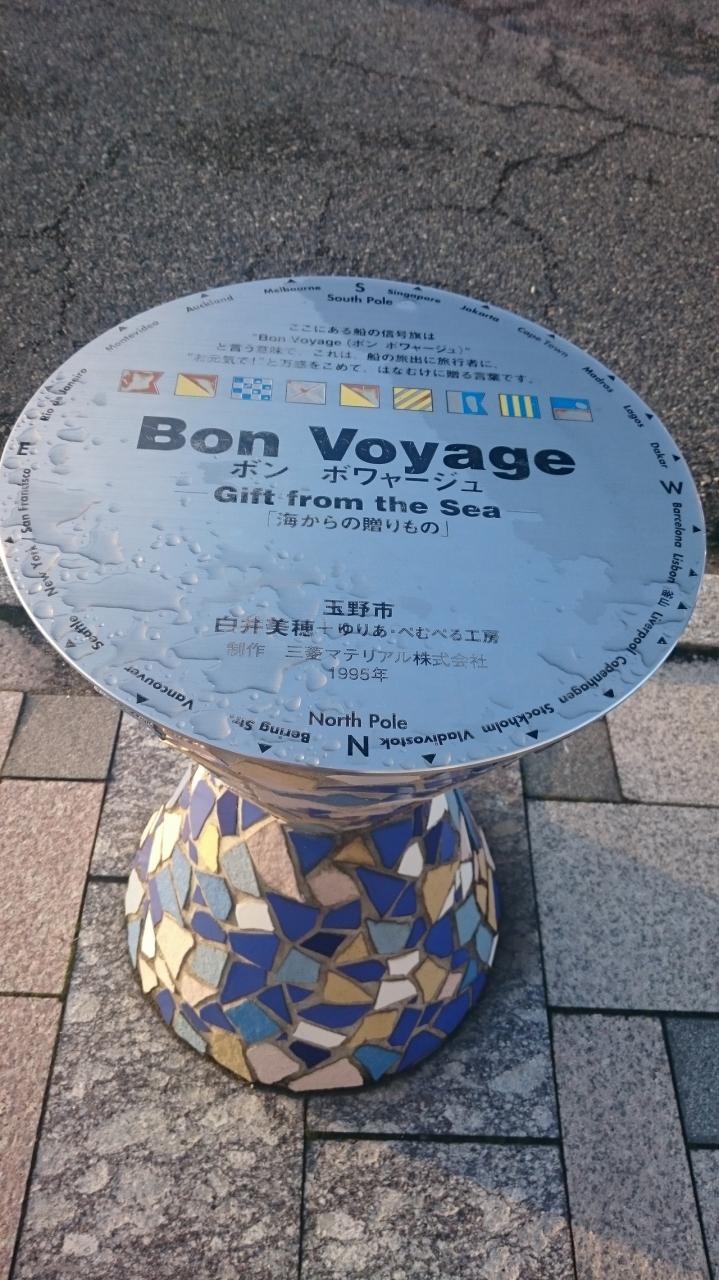 S
South Pole
Melbourne
Singapore
Auckland
Jakarta
Montevideo
Cape Town
Rio de Janeiro
Madras
Lagos
Dakar
E
W
San Francisco
Barcelona
New York
Lisbon
釜山
Seattle
Liverpool
Vancouver
Copenhagen
Bering Str.
Stockholm
Vladivostok
N
North Pole
ここにある船の信号旗は
"Bon Voyage (ボン ボワァージュ)"
と言う意味で、これは、船の旅出に旅行者に、
"お元気で!"と万感をこめて、はなむけに贈る言葉です。
Bon Voyage
ボン ボワァージュ
Gift from the Sea
「海からの贈りもの」
玉野市
白井美穂+ゆりあ・ぺむぺる工房
制作 三菱マテリアル株式会社
1995年